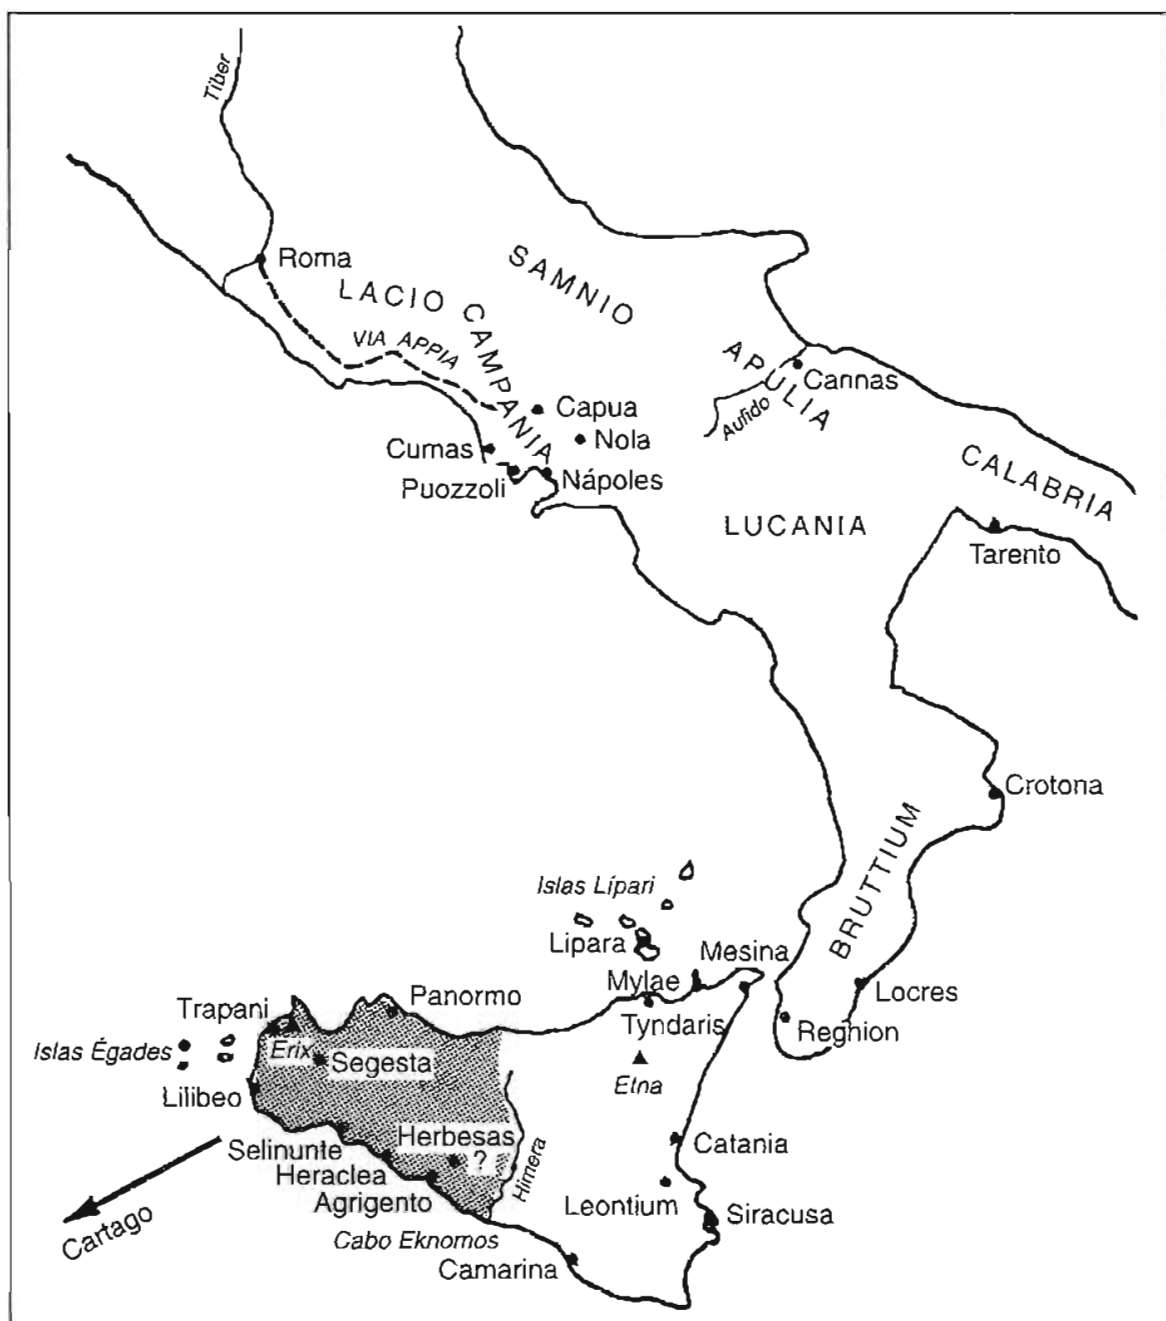 Tiber
Roma
SAMNIO
LACIO
CAMPANIA
VIA APPIA
APULIA
Cannas
Aufido
Capua
Nola
Cumas
Puozzoli
Nápoles
CALABRIA
LUCANIA
Tarento
Crotona
BRUTTIUM
Islas Lípari
Lipara
Mesina
Mylae
Tyndaris
Locres
Reghion
Panormo
Trapani
Erix
Islas Égades
Segesta
Etna
Lilibeo
Herbesas
?
Selinunte
Heraclea
Agrigento
Himera
Catania
Leontium
Siracusa
Cartago
Cabo Eknomos
Camarina